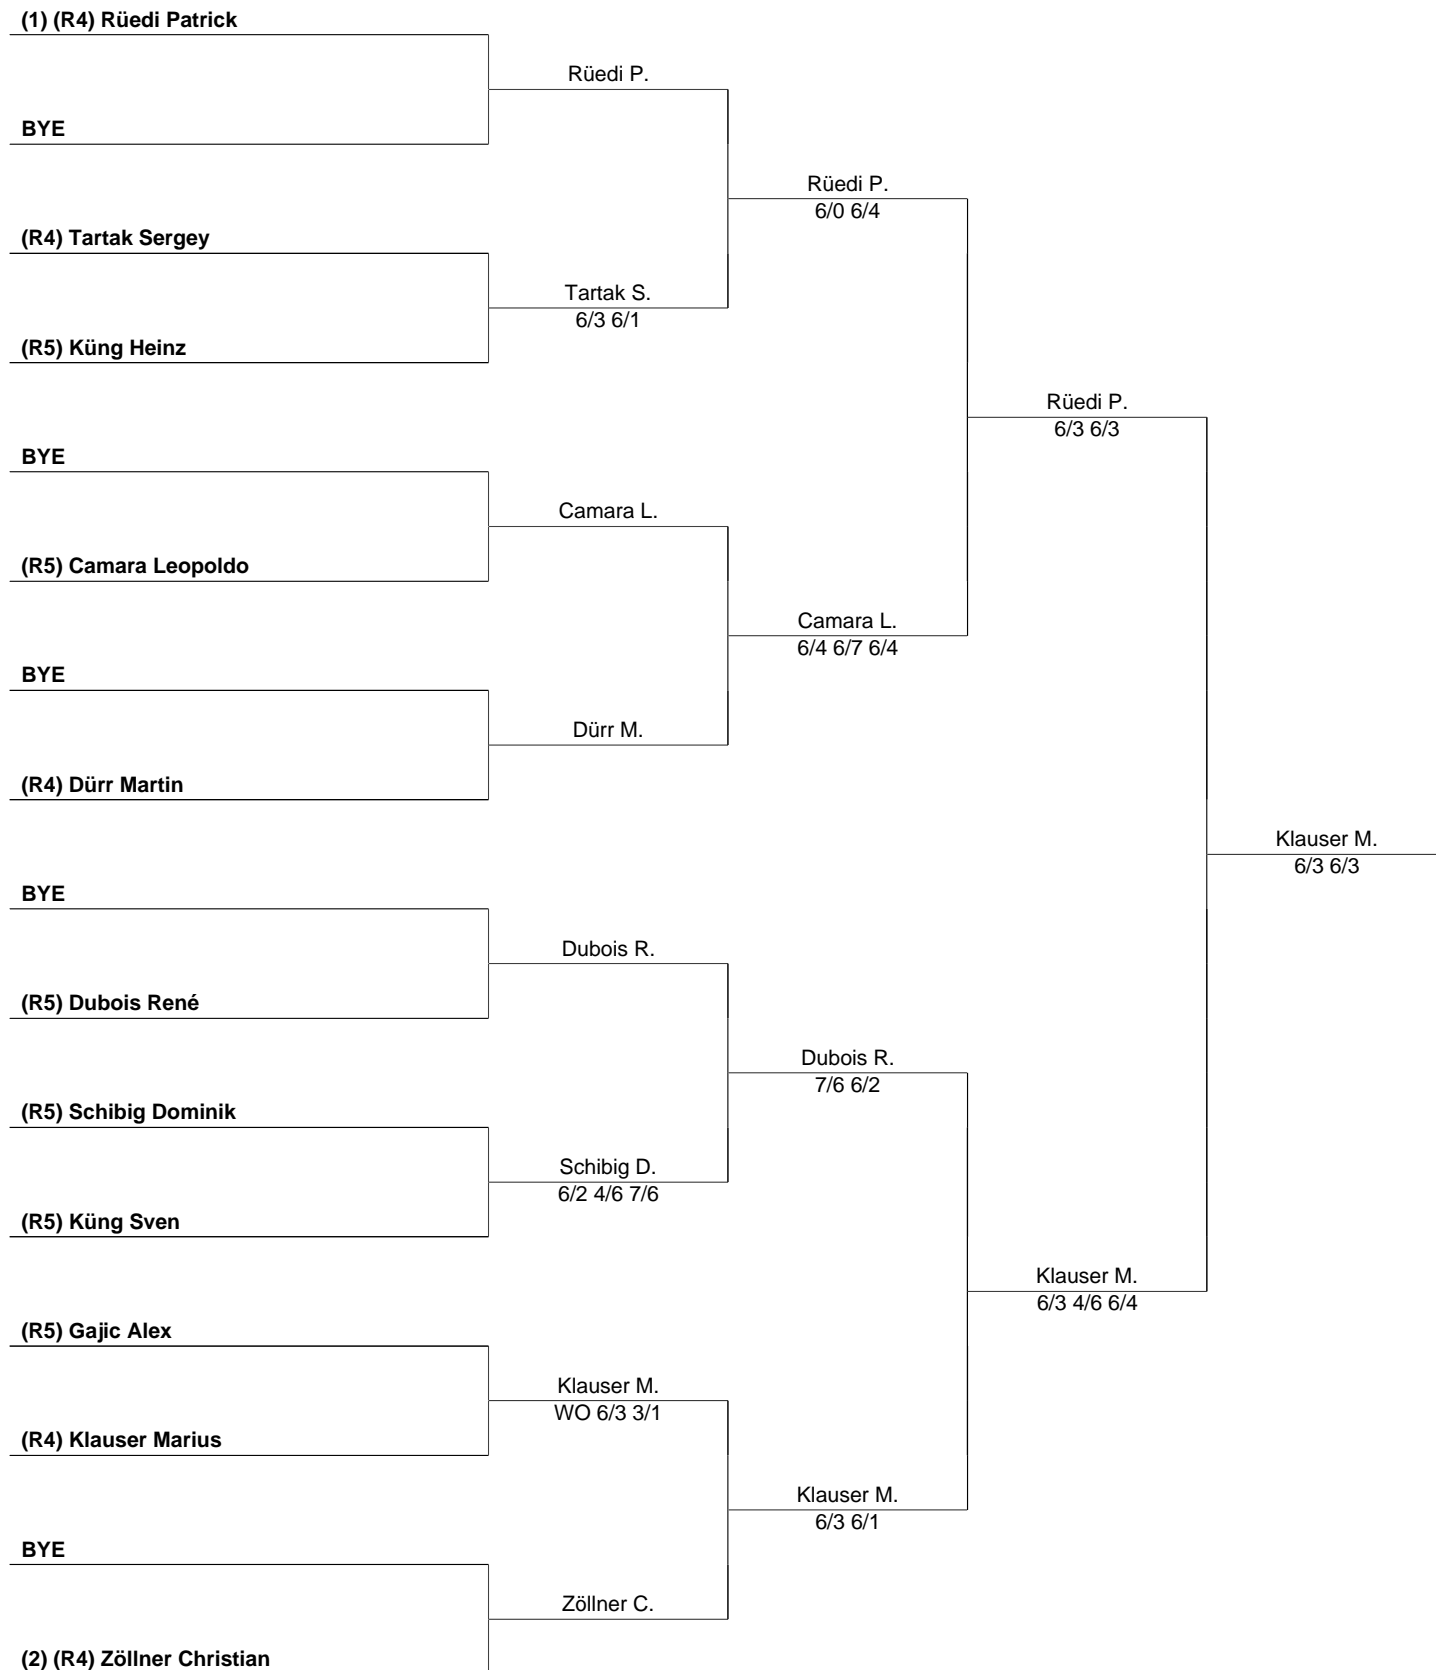 (1) (R4) Rüedi Patrick
Rüedi P.
BYE
Rüedi P.
6/0 6/4
(R4) Tartak Sergey
Tartak S.
6/3 6/1
(R5) Küng Heinz
Rüedi P.
6/3 6/3
BYE
Camara L.
(R5) Camara Leopoldo
Camara L.
6/4 6/7 6/4
BYE
Dürr M.
(R4) Dürr Martin
Klauser M.
6/3 6/3
BYE
Dubois R.
(R5) Dubois René
Dubois R.
7/6 6/2
(R5) Schibig Dominik
Schibig D.
6/2 4/6 7/6
(R5) Küng Sven
Klauser M.
6/3 4/6 6/4
(R5) Gajic Alex
Klauser M.
WO 6/3 3/1
(R4) Klauser Marius
Klauser M.
6/3 6/1
BYE
Zöllner C.
(2) (R4) Zöllner Christian